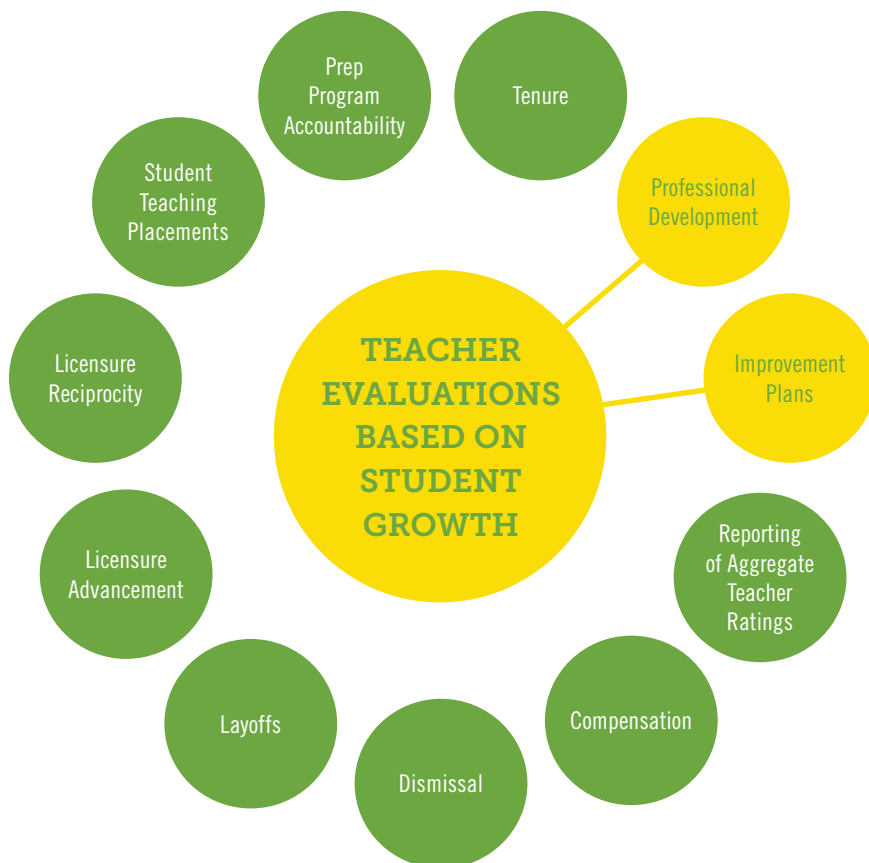 Prep
Program
Accountability
Tenure
Student
Teaching
Placements
Professional
Development
Licensure
Reciprocity
TEACHER
EVALUATIONS
BASED ON
STUDENT
GROWTH
Improvement
Plans
Licensure
Advancement
Reporting
of Aggregate
Teacher
Ratings
Layoffs
Compensation
Dismissal